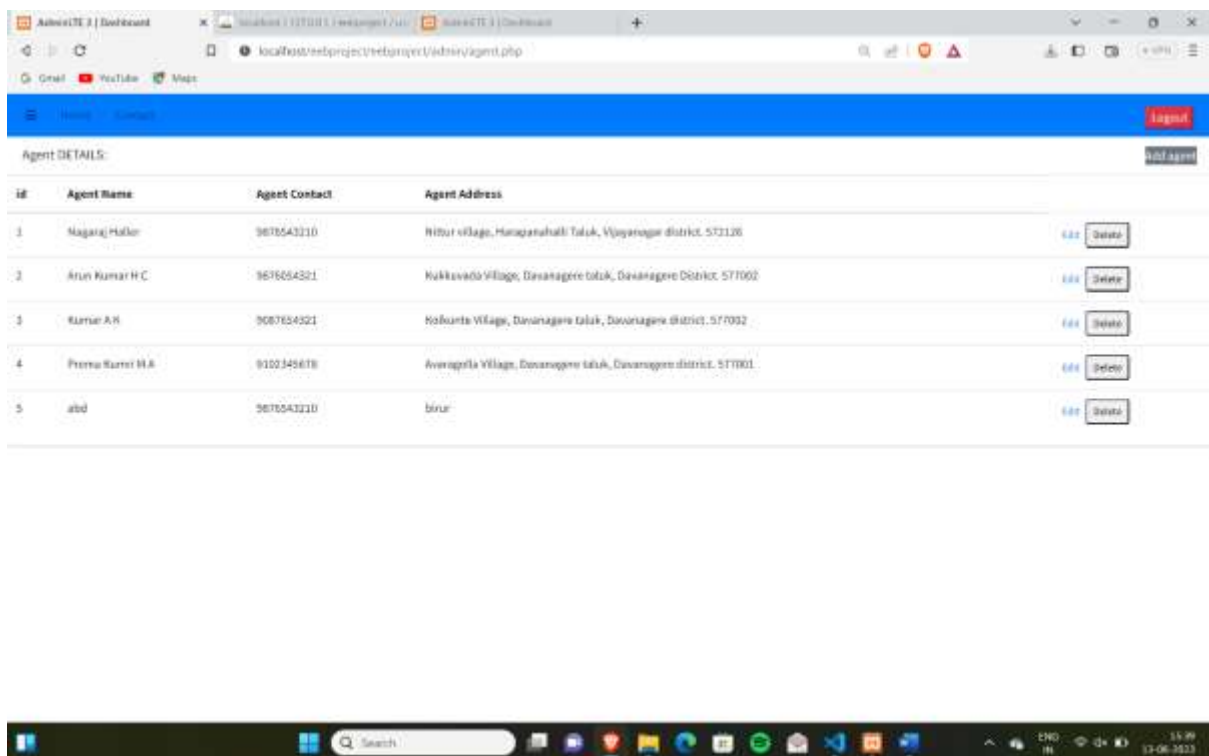 AdminLTE 3 | Dashboard AdminLTE 3 | Dashboard
localhost/webproject/webproject/admin/agent.php
Gmail YouTube Maps
Home Contact Logout
Agent DETAILS: Add agent
id Agent Name Agent Contact Agent Address
1 Nagaraj Haller 9876543210 Nittur village, Harapanahalli Taluk, Vijayanagar district. Edit Delete
2 Arun Kumar H C Kukkuvada Village, Davanagere taluk, Davanagere District. 577002 Edit Delete
3 Kumar A K 9087654321 Kolkunte Village, Davanagere taluk, Davanagere district. 577002 Edit Delete
4 M A 9102345678 Avaragolla Village, Davanagere taluk, Davanagere district. 577001 Edit Delete
5 abd 9876543210 birur Edit Delete
Search ENG 15:39
IN 13-06-2023